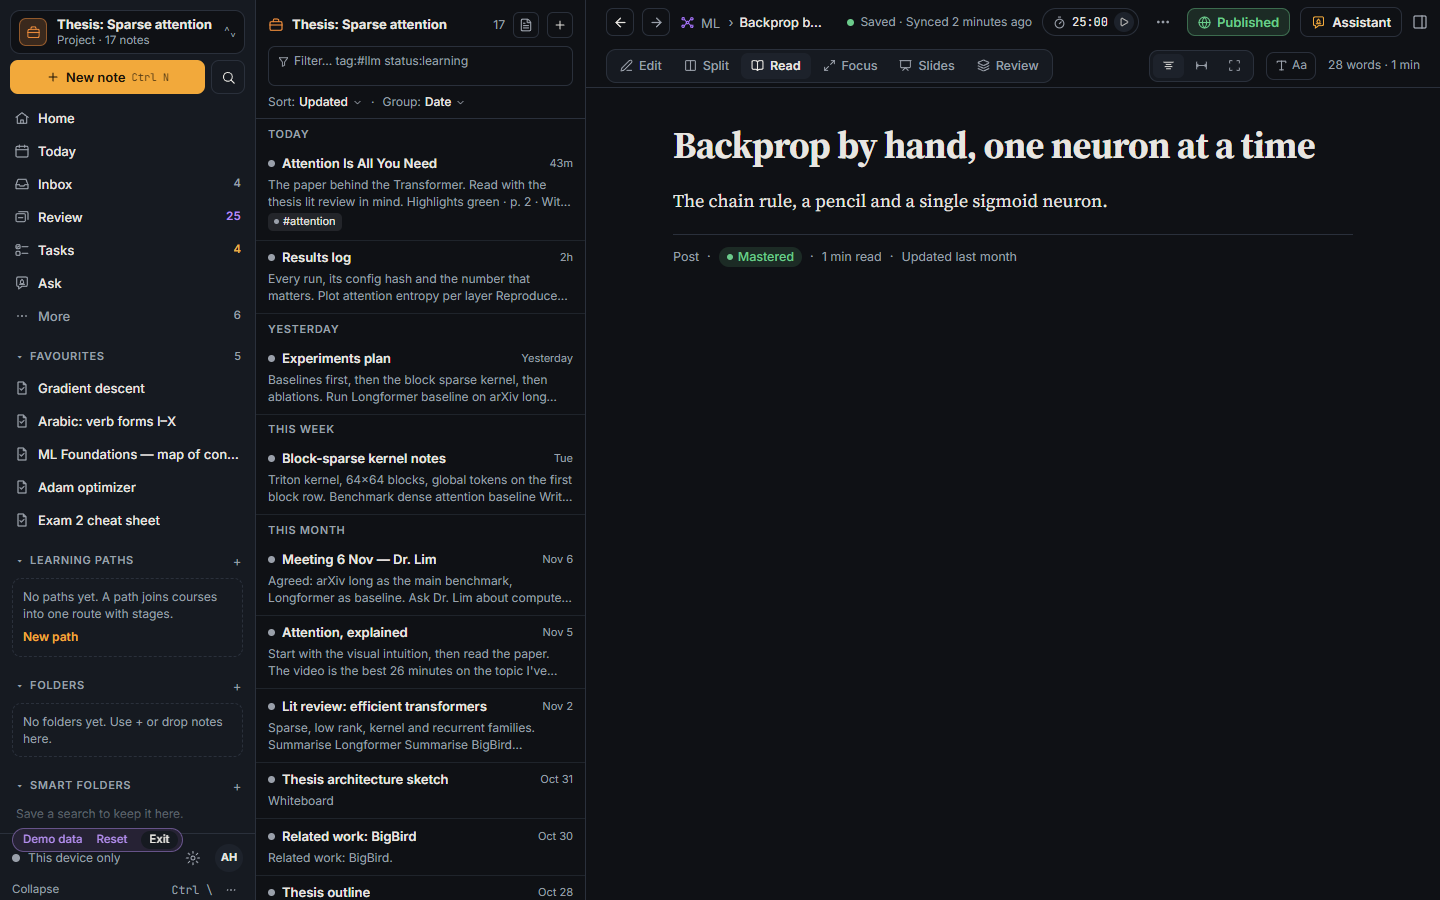 Thesis: Sparse attention
Project · 17 notes
+ New note Ctrl N
Home
Today
Inbox 4
Review 25
Tasks 4
Ask
More 6
FAVOURITES 5
Gradient descent
Arabic: verb forms I–X
ML Foundations — map of con...
Adam optimizer
Exam 2 cheat sheet
LEARNING PATHS +
No paths yet. A path joins courses
into one route with stages.
New path
FOLDERS +
No folders yet. Use + or drop notes
here.
SMART FOLDERS +
Save a search to keep it here.
Demo data Reset Exit
This device only AH
Collapse Ctrl \ ...
Thesis: Sparse attention 17
Filter... tag:#llm status:learning
Sort: Updated · Group: Date
TODAY
Attention Is All You Need 43m
The paper behind the Transformer. Read with the
thesis lit review in mind. Highlights green · p. 2 · Wit...
#attention
Results log 2h
Every run, its config hash and the number that
matters. Plot attention entropy per layer Reproduce...
YESTERDAY
Experiments plan Yesterday
Baselines first, then the block sparse kernel, then
ablations. Run Longformer baseline on arXiv long...
THIS WEEK
Block-sparse kernel notes Tue
Triton kernel, 64×64 blocks, global tokens on the first
block row. Benchmark dense attention baseline Writ...
THIS MONTH
Meeting 6 Nov — Dr. Lim Nov 6
Agreed: arXiv long as the main benchmark,
Longformer as baseline. Ask Dr. Lim about compute...
Attention, explained Nov 5
Start with the visual intuition, then read the paper.
The video is the best 26 minutes on the topic I've...
Lit review: efficient transformers Nov 2
Sparse, low rank, kernel and recurrent families.
Summarise Longformer Summarise BigBird...
Thesis architecture sketch Oct 31
Whiteboard
Related work: BigBird Oct 30
Related work: BigBird.
Thesis outline Oct 28
ML › Backprop b... Saved · Synced 2 minutes ago 25:00 ... Published Assistant
Edit Split Read Focus Slides Review Aa 28 words · 1 min
Backprop by hand, one neuron at a time
The chain rule, a pencil and a single sigmoid neuron.
Post · Mastered · 1 min read · Updated last month